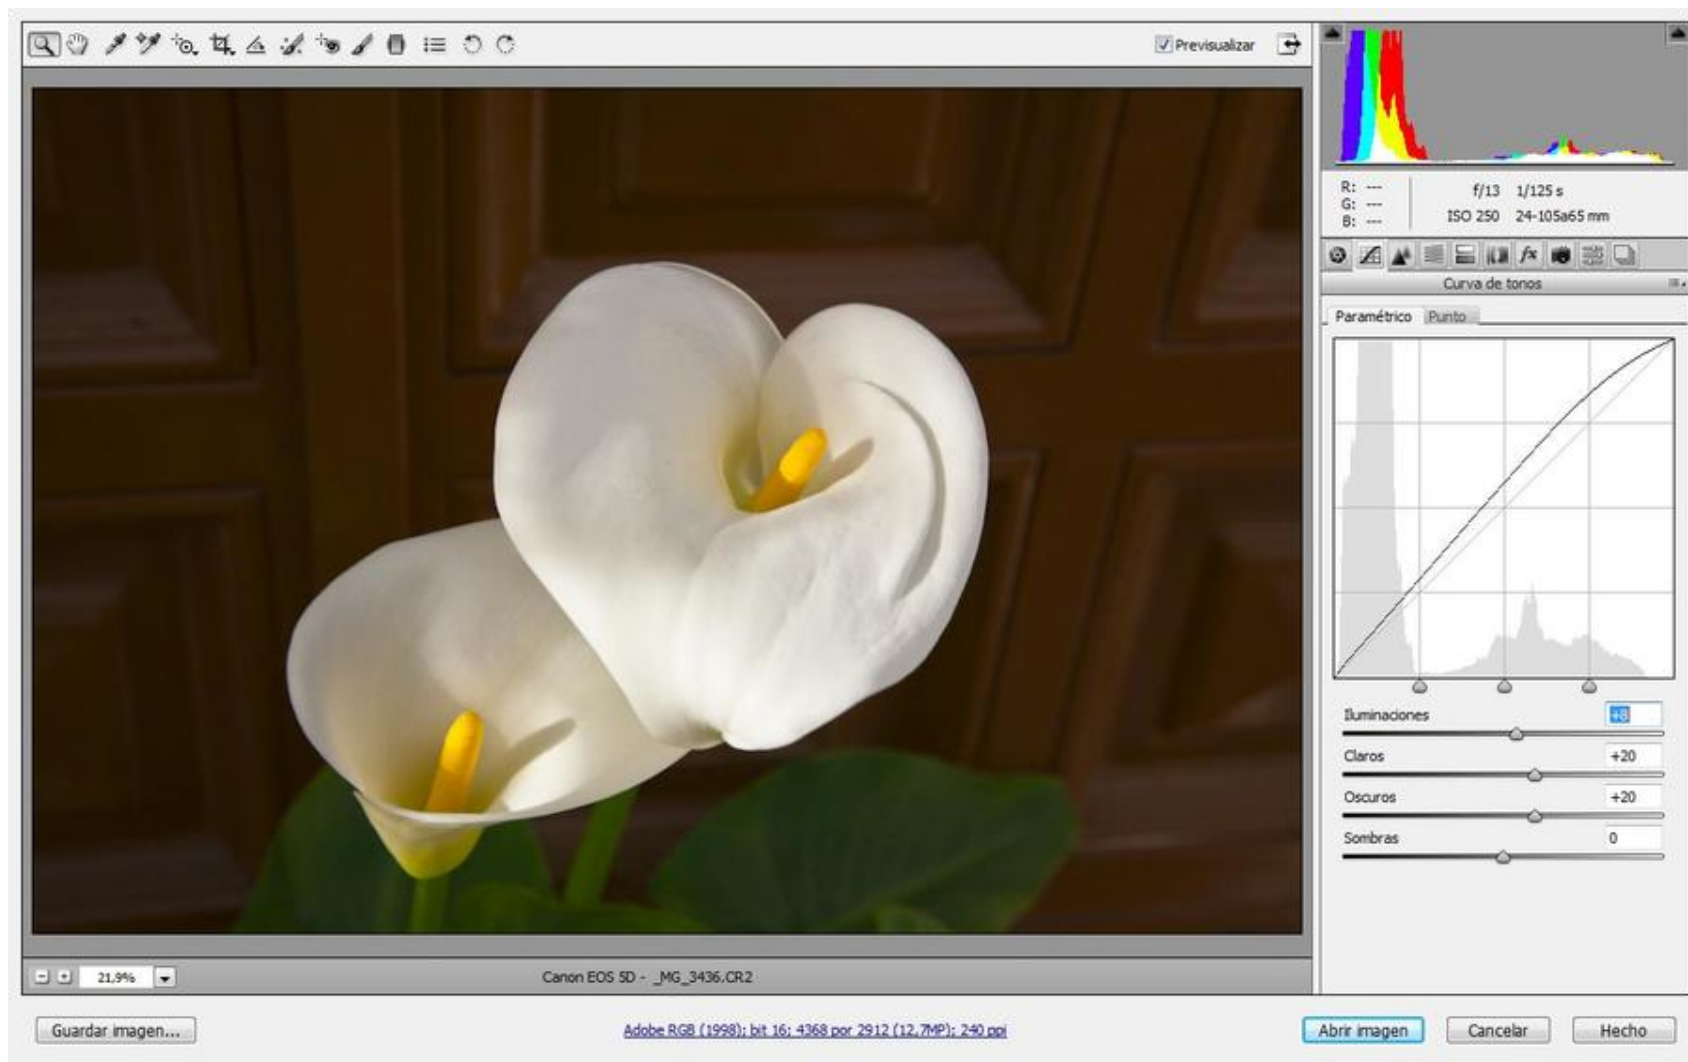 Previsualizar
R: ---
G: ---
B: ---
f/13 1/125 s
ISO 250 24-105a65 mm
fx
Curva de tonos
Paramétrico Punto
Iluminaciones +8
Claros +20
Oscuros +20
Sombras 0
21,9%
Canon EOS 5D - _MG_3436.CR2
Guardar imagen...
Adobe RGB (1998); bit 16; 4368 por 2912 (12,7MP); 240 ppi
Abrir imagen
Cancelar
Hecho